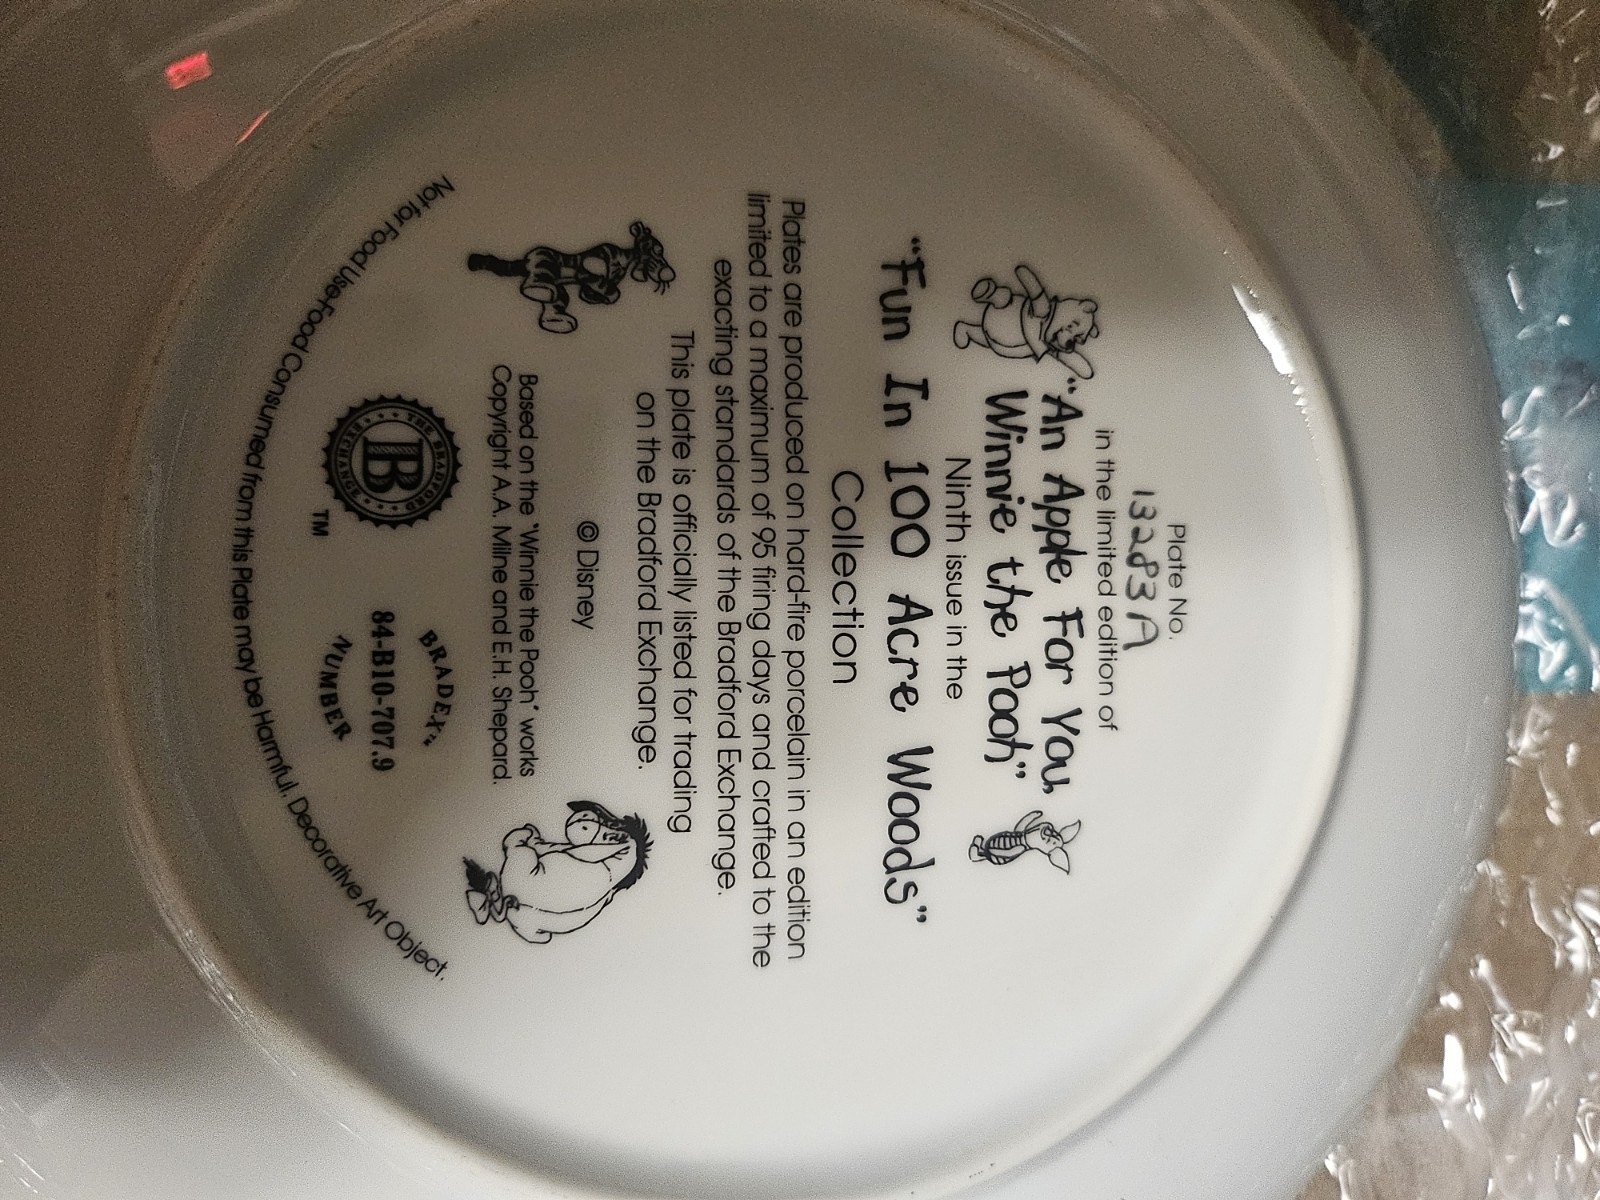 Plate No.
13283A
in the limited edition of
"An Apple For You,
Winnie the Pooh"
Ninth issue in the
"Fun In 100 Acre Woods"
Collection
Plates are produced on hard-fire porcelain in an edition
limited to a maximum of 95 firing days and crafted to the
exacting standards of the Bradford Exchange.
This plate is officially listed for trading
on the Bradford Exchange.
© Disney
Based on the "Winnie the Pooh" works
Copyright A.A. Milne and E.H. Shepard.
THE BRADFORD
B
EXCHANGE
TM
BRADEX™
84-B10-707.9
NUMBER
Not for Food Use-Food Consumed from this Plate may be Harmful. Decorative Art Object.